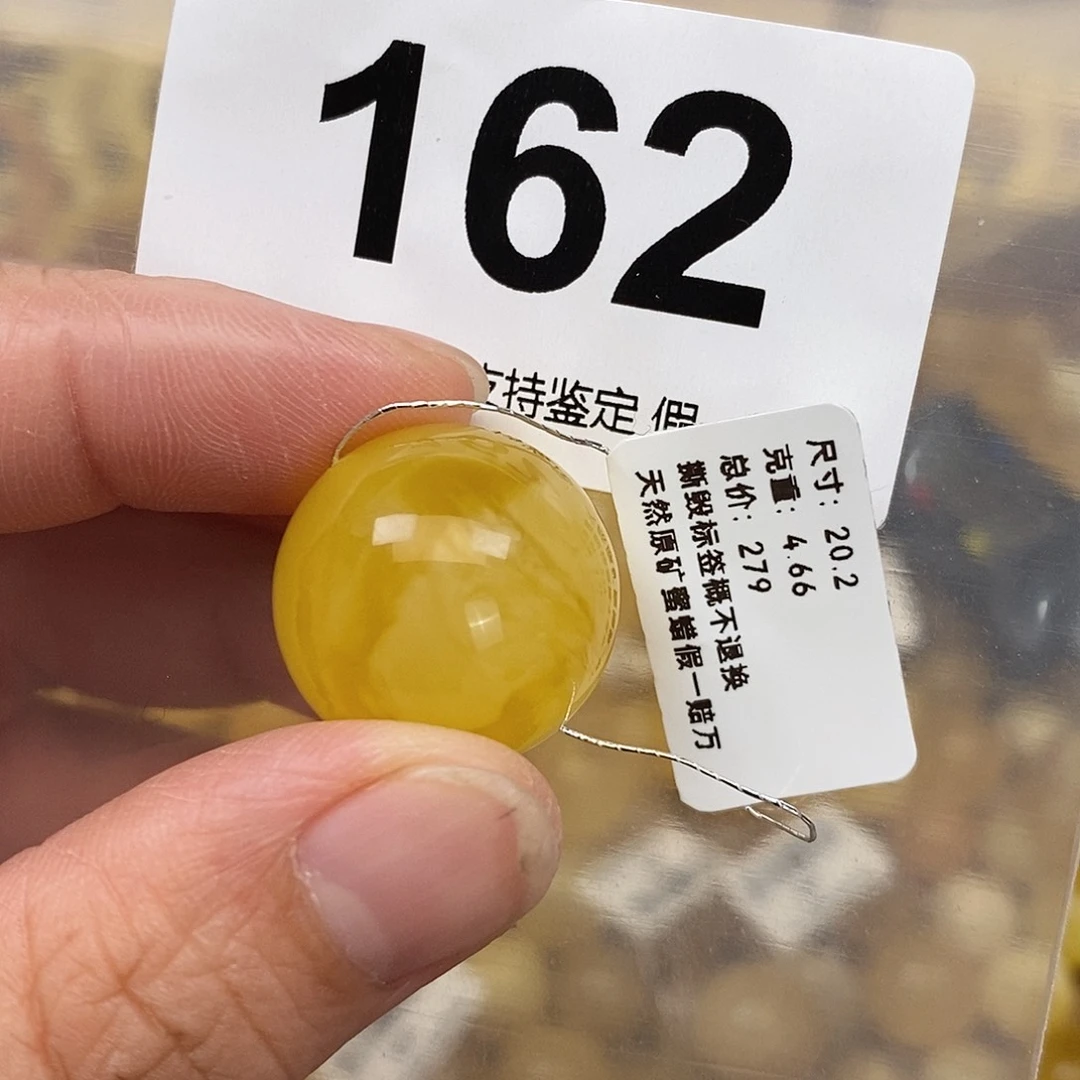 162
支持鉴定 假
尺寸: 20.2
克重: 4.66
总价: 279
撕毁标签概不退换
天然原矿蜜蜡假一赔万